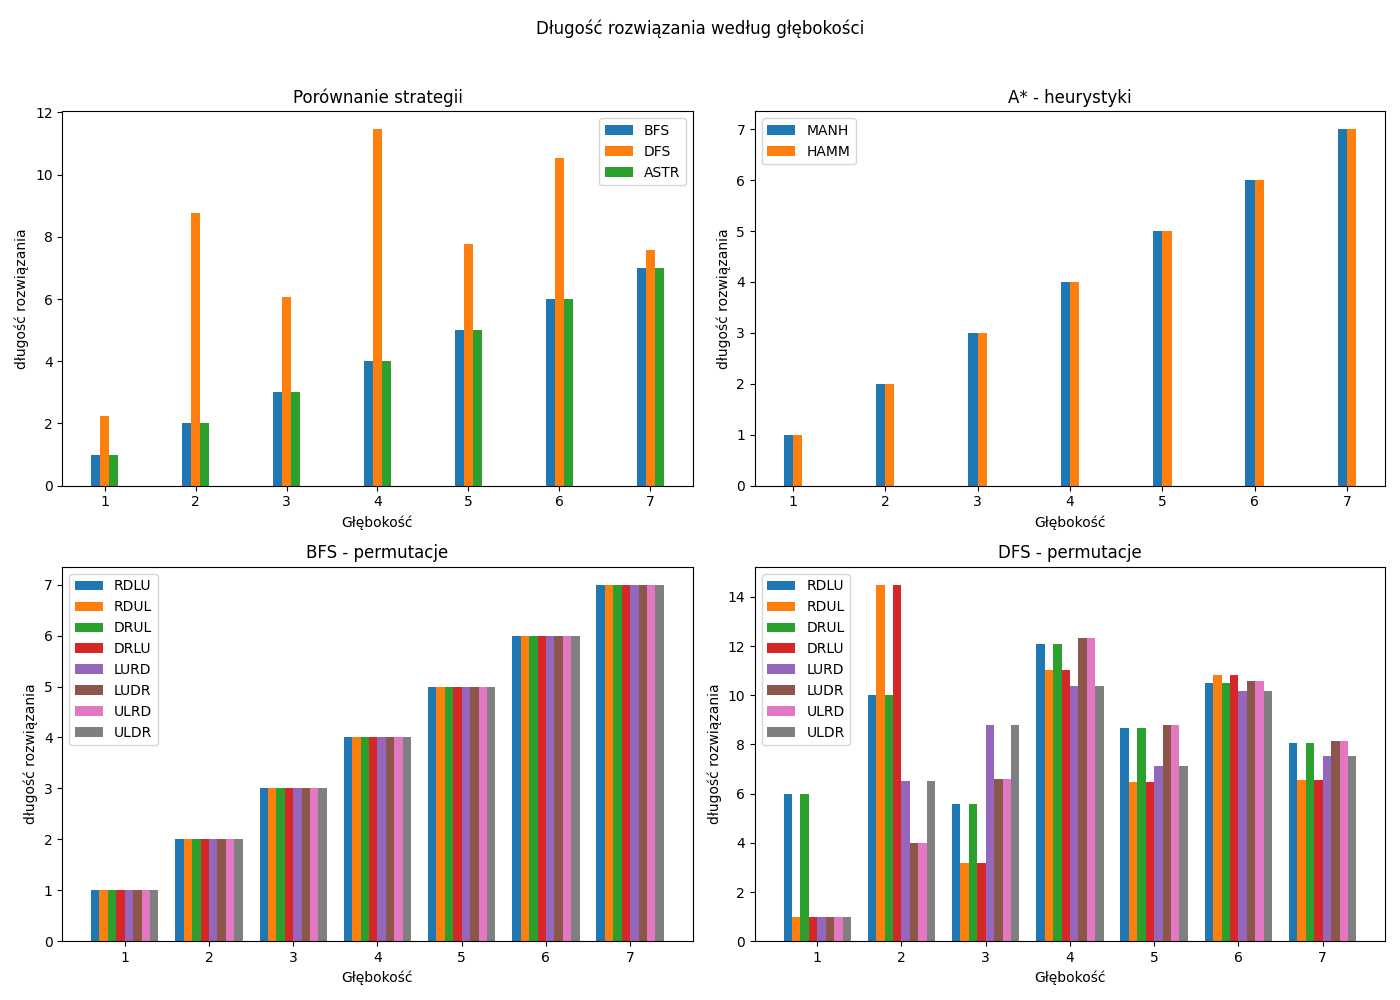 Długość rozwiązania według głębokości
Porównanie strategii
12
10
8
6
4
2
0
długość rozwiązania
BFS
DFS
ASTR
1 2 3 4 5 6 7
Głębokość
A* - heurystyki
7
6
5
4
3
2
1
0
długość rozwiązania
MANH
HAMM
1 2 3 4 5 6 7
Głębokość
BFS - permutacje
7
6
5
4
3
2
1
0
długość rozwiązania
RDLU
RDUL
DRUL
DRLU
LURD
LUDR
ULRD
ULDR
1 2 3 4 5 6 7
Głębokość
DFS - permutacje
14
12
10
8
6
4
2
0
długość rozwiązania
RDLU
RDUL
DRUL
DRLU
LURD
LUDR
ULRD
ULDR
1 2 3 4 5 6 7
Głębokość